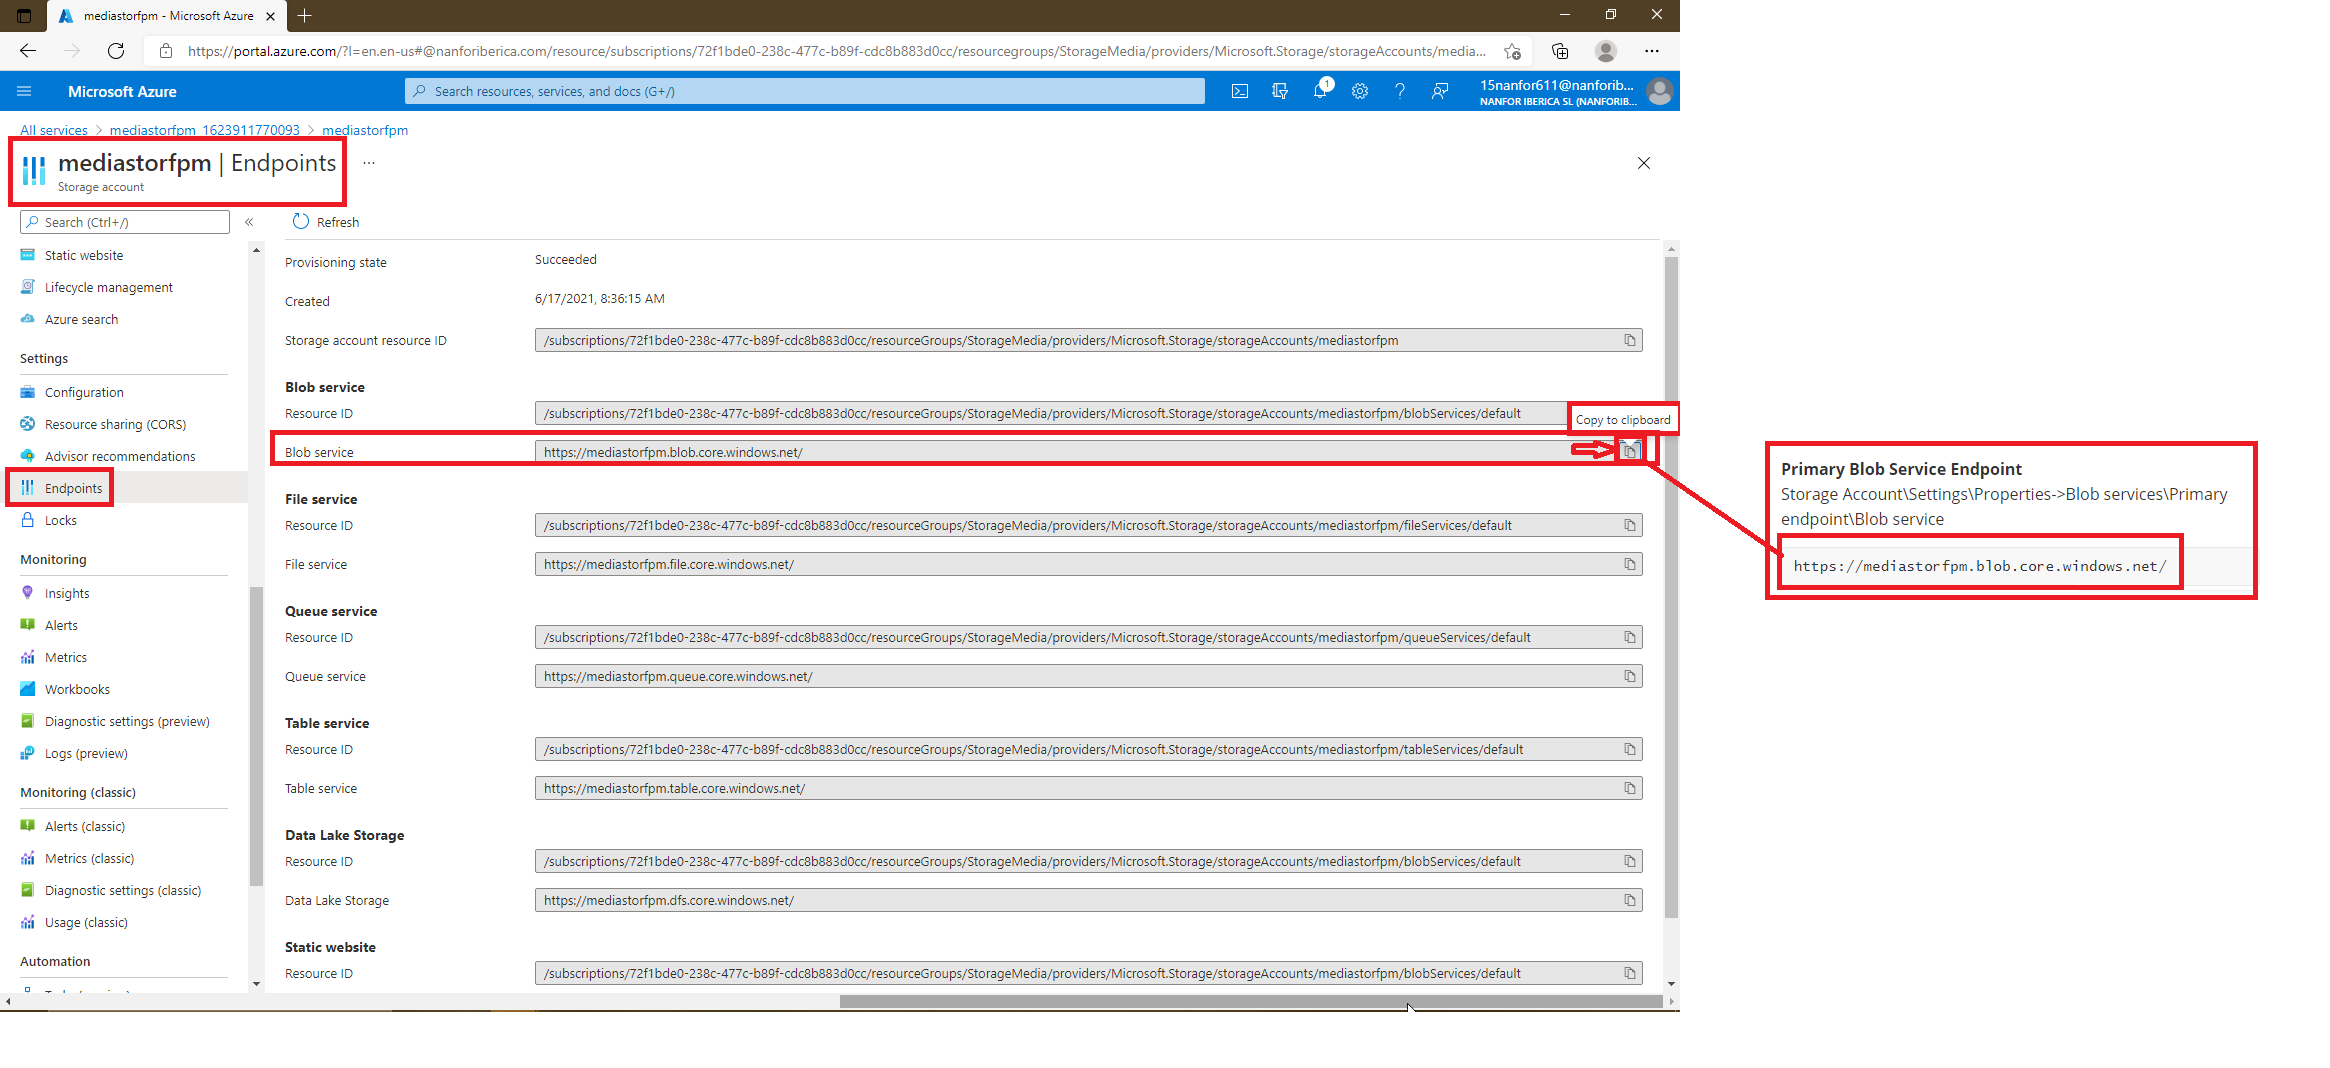 mediastorfpm - Microsoft Azure
https://portal.azure.com/?l=en.en-us#@nanforiberica.com/resource/subscriptions/72f1bde0-238c-477c-b89f-cdc8b883d0cc/resourcegroups/StorageMedia/providers/Microsoft.Storage/storageAccounts/media...
Microsoft Azure
Search resources, services, and docs (G+/)
1
15nanfor611@nanforib...
NANFOR IBERICA SL (NANFORIB...
All services > mediastorfpm_1623911770093 > mediastorfpm
mediastorfpm | Endpoints ...
Storage account
Search (Ctrl+/)
Static website
Lifecycle management
Azure search
Settings
Configuration
Resource sharing (CORS)
Advisor recommendations
Endpoints
Locks
Monitoring
Insights
Alerts
Metrics
Workbooks
Diagnostic settings (preview)
Logs (preview)
Monitoring (classic)
Alerts (classic)
Metrics (classic)
Diagnostic settings (classic)
Usage (classic)
Automation
Refresh
Provisioning state Succeeded
Created 6/17/2021, 8:36:15 AM
Storage account resource ID /subscriptions/72f1bde0-238c-477c-b89f-cdc8b883d0cc/resourceGroups/StorageMedia/providers/Microsoft.Storage/storageAccounts/mediastorfpm
Blob service
Resource ID /subscriptions/72f1bde0-238c-477c-b89f-cdc8b883d0cc/resourceGroups/StorageMedia/providers/Microsoft.Storage/storageAccounts/mediastorfpm/blobServices/default
Copy to clipboard
Blob service https://mediastorfpm.blob.core.windows.net/
File service
Resource ID /subscriptions/72f1bde0-238c-477c-b89f-cdc8b883d0cc/resourceGroups/StorageMedia/providers/Microsoft.Storage/storageAccounts/mediastorfpm/fileServices/default
File service https://mediastorfpm.file.core.windows.net/
Queue service
Resource ID /subscriptions/72f1bde0-238c-477c-b89f-cdc8b883d0cc/resourceGroups/StorageMedia/providers/Microsoft.Storage/storageAccounts/mediastorfpm/queueServices/default
Queue service https://mediastorfpm.queue.core.windows.net/
Table service
Resource ID /subscriptions/72f1bde0-238c-477c-b89f-cdc8b883d0cc/resourceGroups/StorageMedia/providers/Microsoft.Storage/storageAccounts/mediastorfpm/tableServices/default
Table service https://mediastorfpm.table.core.windows.net/
Data Lake Storage
Resource ID /subscriptions/72f1bde0-238c-477c-b89f-cdc8b883d0cc/resourceGroups/StorageMedia/providers/Microsoft.Storage/storageAccounts/mediastorfpm/blobServices/default
Data Lake Storage https://mediastorfpm.dfs.core.windows.net/
Static website
Resource ID /subscriptions/72f1bde0-238c-477c-b89f-cdc8b883d0cc/resourceGroups/StorageMedia/providers/Microsoft.Storage/storageAccounts/mediastorfpm/blobServices/default
Primary Blob Service Endpoint
Storage Account\Settings\Properties->Blob services\Primary
endpoint\Blob service
https://mediastorfpm.blob.core.windows.net/